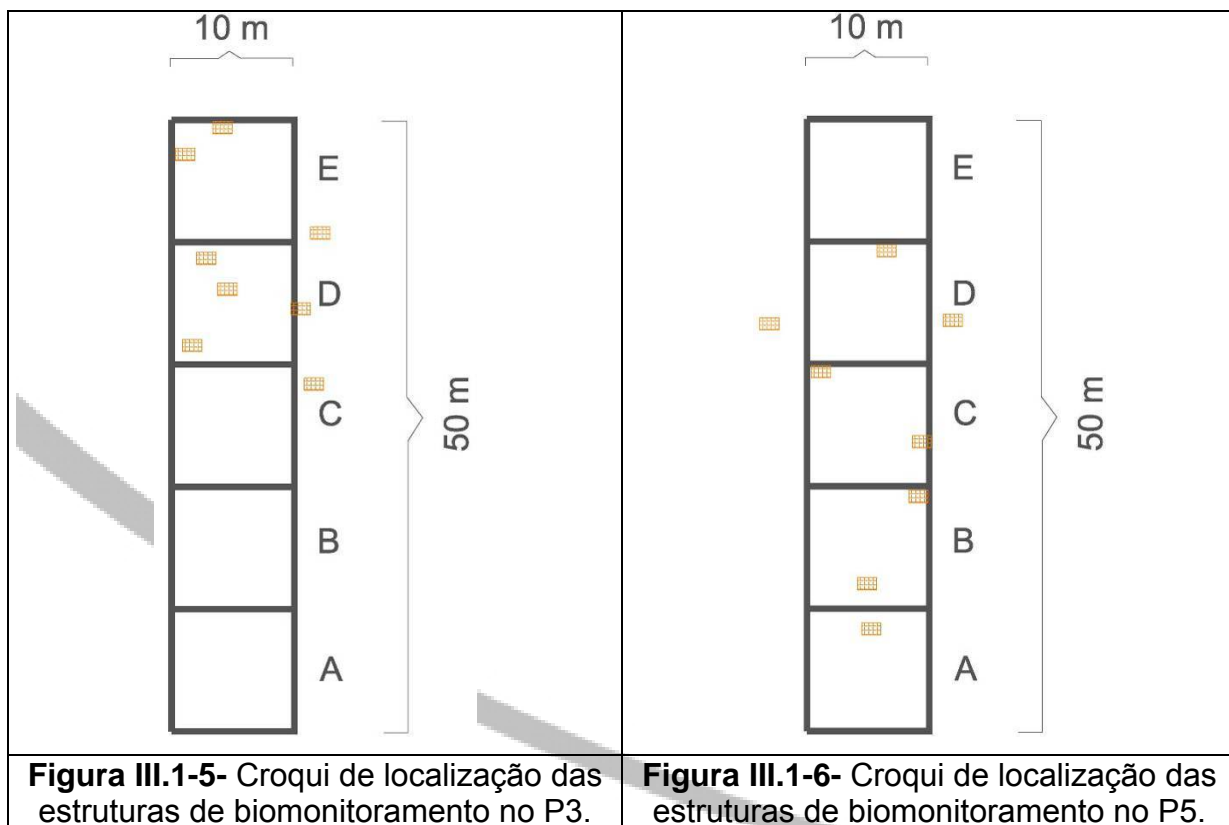 10 m
E
D
C
B
A
50 m
Figura III.1-5- Croqui de localização das
estruturas de biomonitoramento no P3.
10 m
E
D
C
B
A
50 m
Figura III.1-6- Croqui de localização das
estruturas de biomonitoramento no P5.